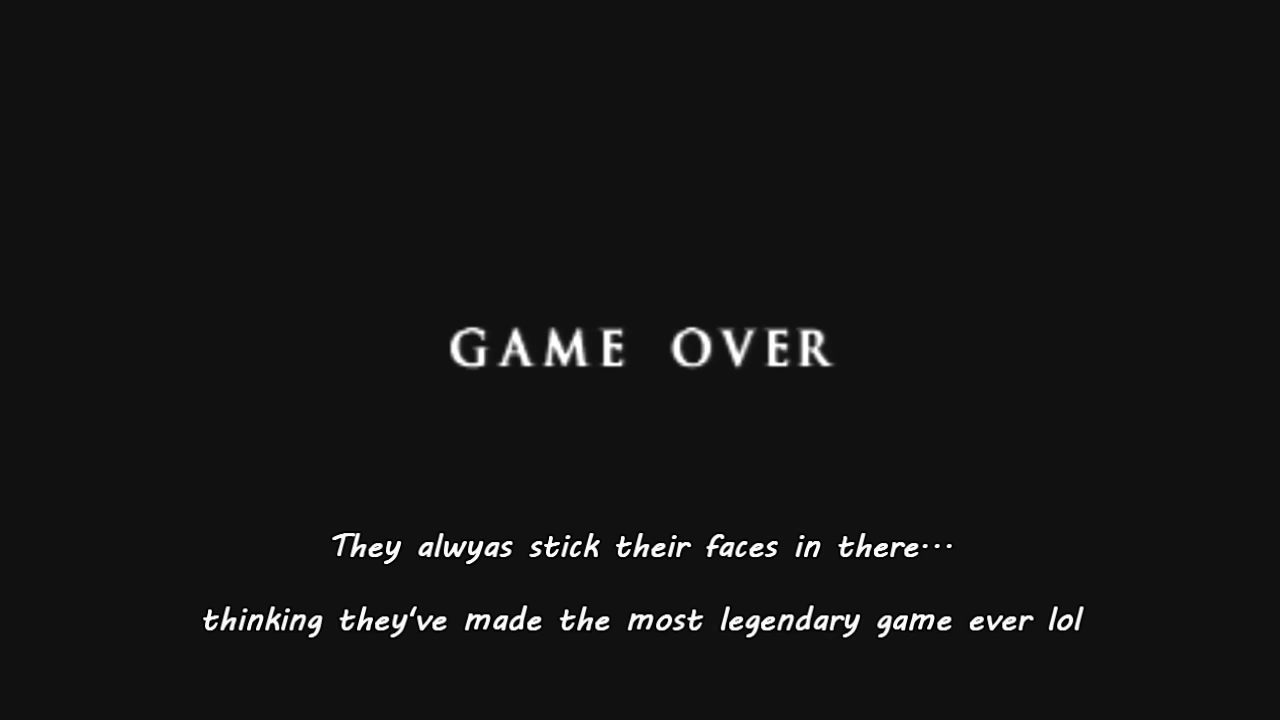 GAME OVER
They alwyas stick their faces in there···
thinking they've made the most legendary game ever lol